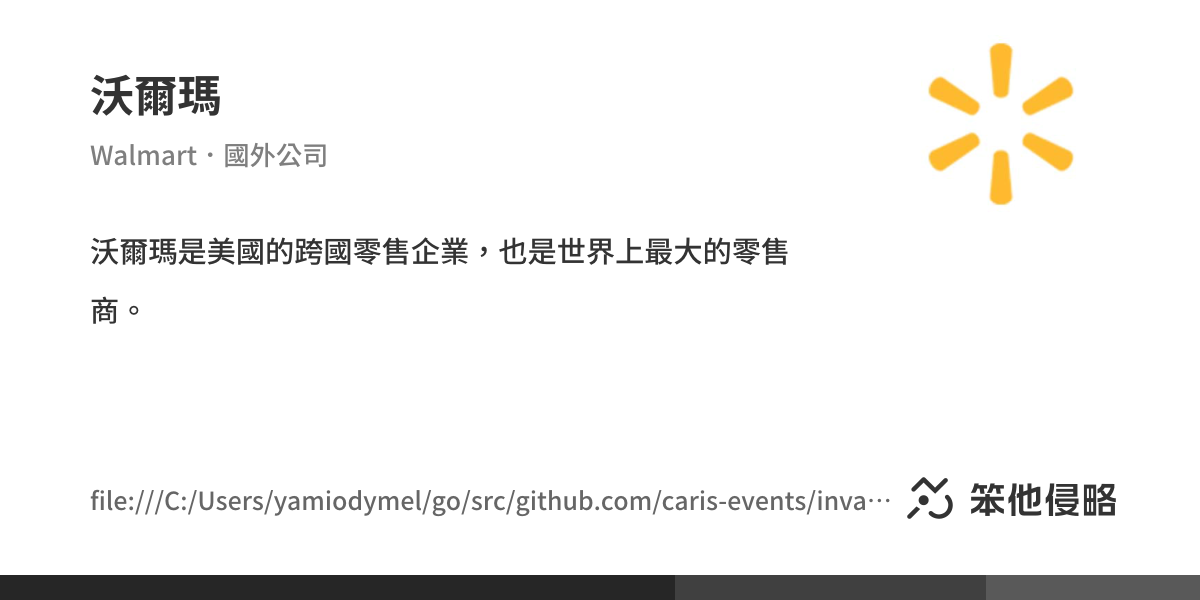 沃爾瑪
Walmart・國外公司
沃爾瑪是美國的跨國零售企業，也是世界上最大的零售
商。
file:///C:/Users/yamiodymel/go/src/github.com/caris-events/inva…
笨他侵略